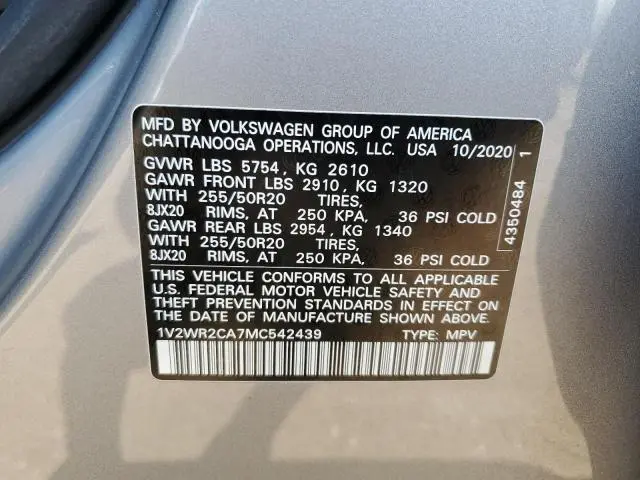 MFD BY VOLKSWAGEN GROUP OF AMERICA
CHATTANOOGA OPERATIONS, LLC. USA 10/2020
GVWR LBS 5754, KG 2610
GAWR FRONT LBS 2910, KG 1320
WITH 255/50R20 TIRES,
8JX20 RIMS, AT 250 KPA, 36 PSI COLD
GAWR REAR LBS 2954, KG 1340
WITH 255/50R20 TIRES,
8JX20 RIMS, AT 250 KPA, 36 PSI COLD
THIS VEHICLE CONFORMS TO ALL APPLICABLE
U.S. FEDERAL MOTOR VEHICLE SAFETY AND
THEFT PREVENTION STANDARDS IN EFFECT ON
THE DATE OF MANUFACTURE SHOWN ABOVE.
1V2WR2CA7MC542439 TYPE: MPV
4350484 1